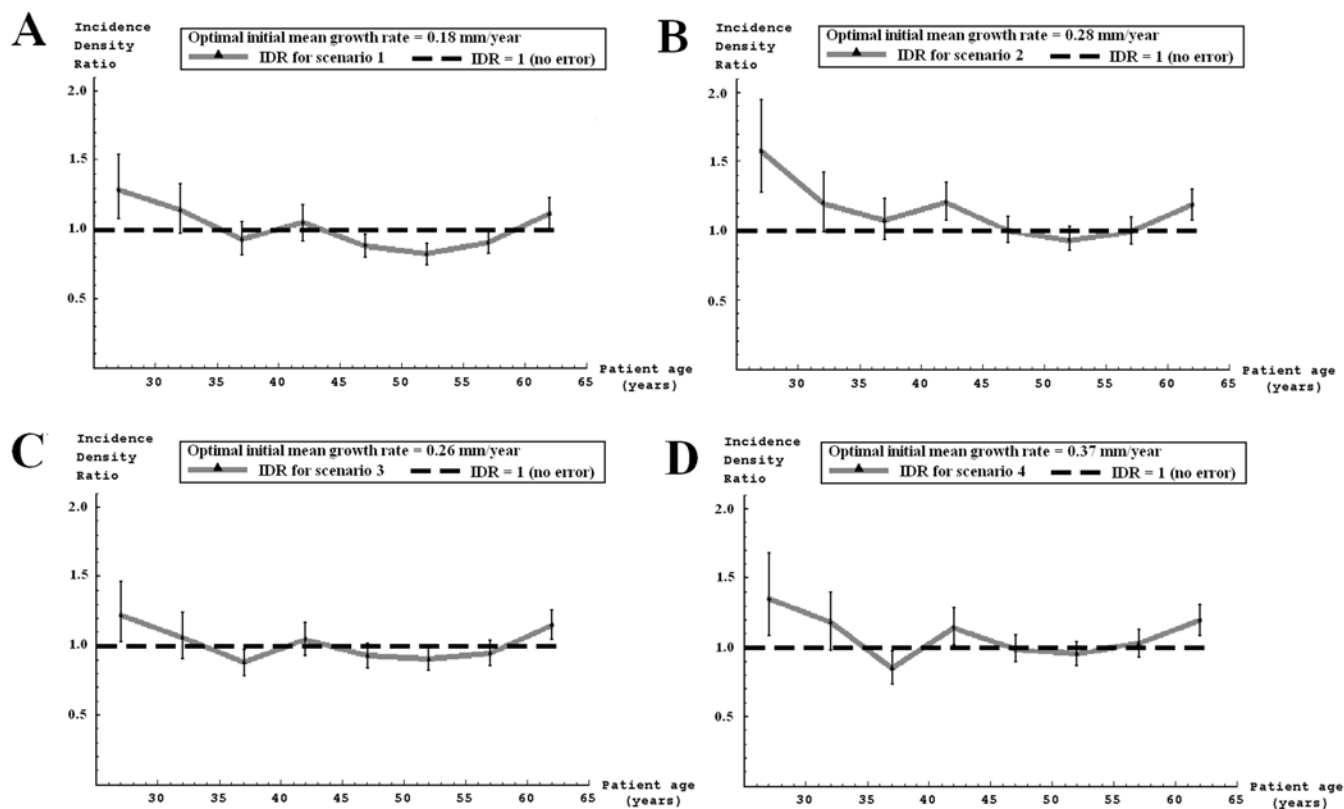 A
Incidence
Density
Ratio
Optimal initial mean growth rate = 0.18 mm/year
IDR for scenario 1 IDR = 1 (no error)
2.0
1.5
1.0
0.5
30 35 40 45 50 55 60 65
Patient age
(years)
B
Incidence
Density
Ratio
Optimal initial mean growth rate = 0.28 mm/year
IDR for scenario 2 IDR = 1 (no error)
2.0
1.5
1.0
0.5
30 35 40 45 50 55 60 65
Patient age
(years)
C
Incidence
Density
Ratio
Optimal initial mean growth rate = 0.26 mm/year
IDR for scenario 3 IDR = 1 (no error)
2.0
1.5
1.0
0.5
30 35 40 45 50 55 60 65
Patient age
(years)
D
Incidence
Density
Ratio
Optimal initial mean growth rate = 0.37 mm/year
IDR for scenario 4 IDR = 1 (no error)
2.0
1.5
1.0
0.5
30 35 40 45 50 55 60 65
Patient age
(years)